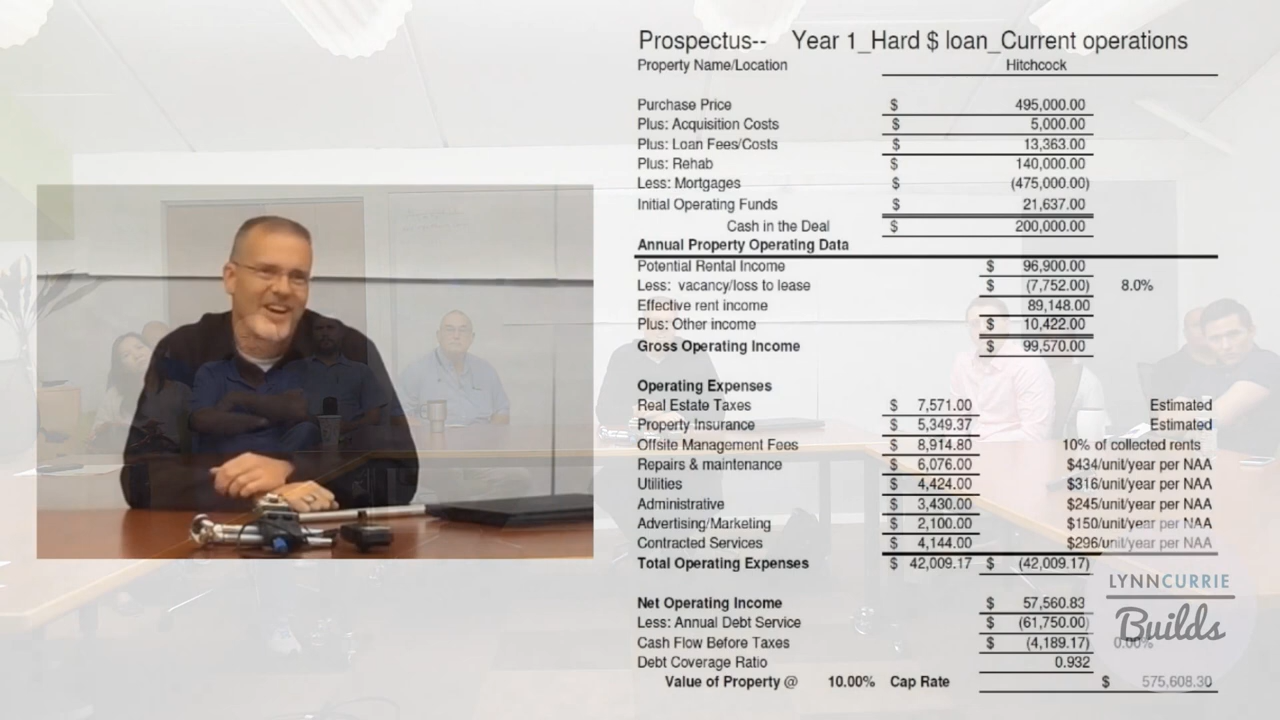 Prospectus-- Year 1_Hard $ loan_Current operations
Property Name/Location Hitchcock
Purchase Price $ 495,000.00
Plus: Acquisition Costs $ 5,000.00
Plus: Loan Fees/Costs $ 13,363.00
Plus: Rehab $ 140,000.00
Less: Mortgages $ (475,000.00)
Initial Operating Funds $ 21,637.00
Cash in the Deal $ 200,000.00
Annual Property Operating Data
Potential Rental Income $ 96,900.00
Less: vacancy/loss to lease $ (7,752.00) 8.0%
Effective rent income 89,148.00
Plus: Other income $ 10,422.00
Gross Operating Income $ 99,570.00
Operating Expenses
Real Estate Taxes $ 7,571.00 Estimated
Property Insurance $ 5,349.37 Estimated
Offsite Management Fees $ 8,914.80 10% of collected rents
Repairs & maintenance $ 6,076.00 $434/unit/year per NAA
Utilities $ 4,424.00 $316/unit/year per NAA
Administrative $ 3,430.00 $245/unit/year per NAA
Advertising/Marketing $ 2,100.00 $150/unit/year per NAA
Contracted Services $ 4,144.00 $296/unit/year per NAA
Total Operating Expenses $ 42,009.17 $ (42,009.17)
Net Operating Income $ 57,560.83
Less: Annual Debt Service $ (61,750.00)
Cash Flow Before Taxes $ (4,189.17) 0.00%
Debt Coverage Ratio 0.932
Value of Property @ 10.00% Cap Rate $ 575,608.30
LYNNCURRIE
Builds